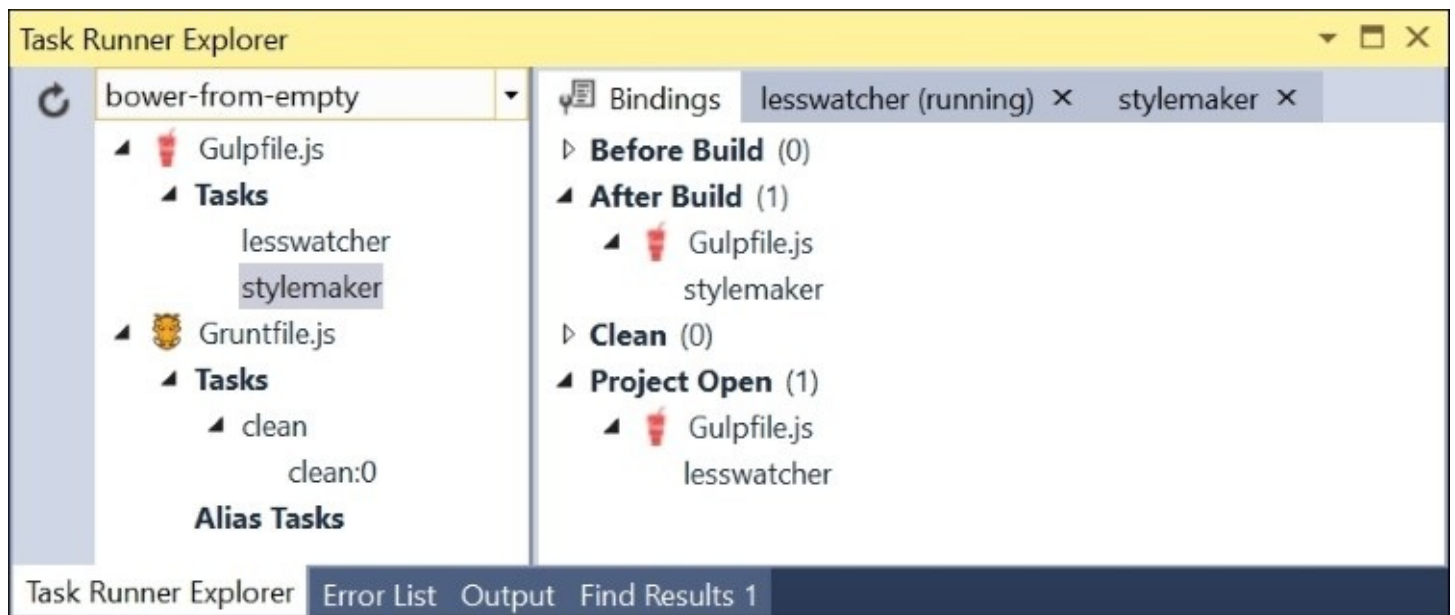 Task Runner Explorer
bower-from-empty
Gulpfile.js
Tasks
lesswatcher
stylemaker
Gruntfile.js
Tasks
clean
clean:0
Alias Tasks
Bindings lesswatcher (running) stylemaker
Before Build (0)
After Build (1)
Gulpfile.js
stylemaker
Clean (0)
Project Open (1)
Gulpfile.js
lesswatcher
Task Runner Explorer Error List Output Find Results 1